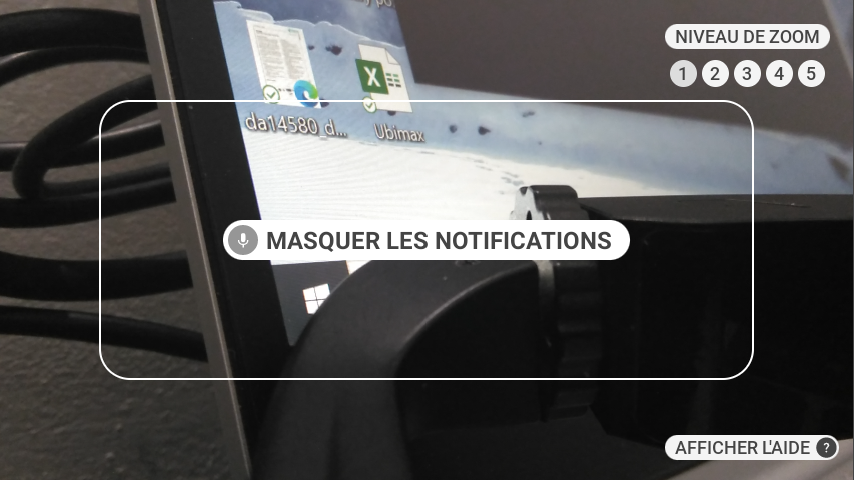 NIVEAU DE ZOOM
1 2 3 4 5
da14580_d...
Ubimax
MASQUER LES NOTIFICATIONS
AFFICHER L'AIDE ?